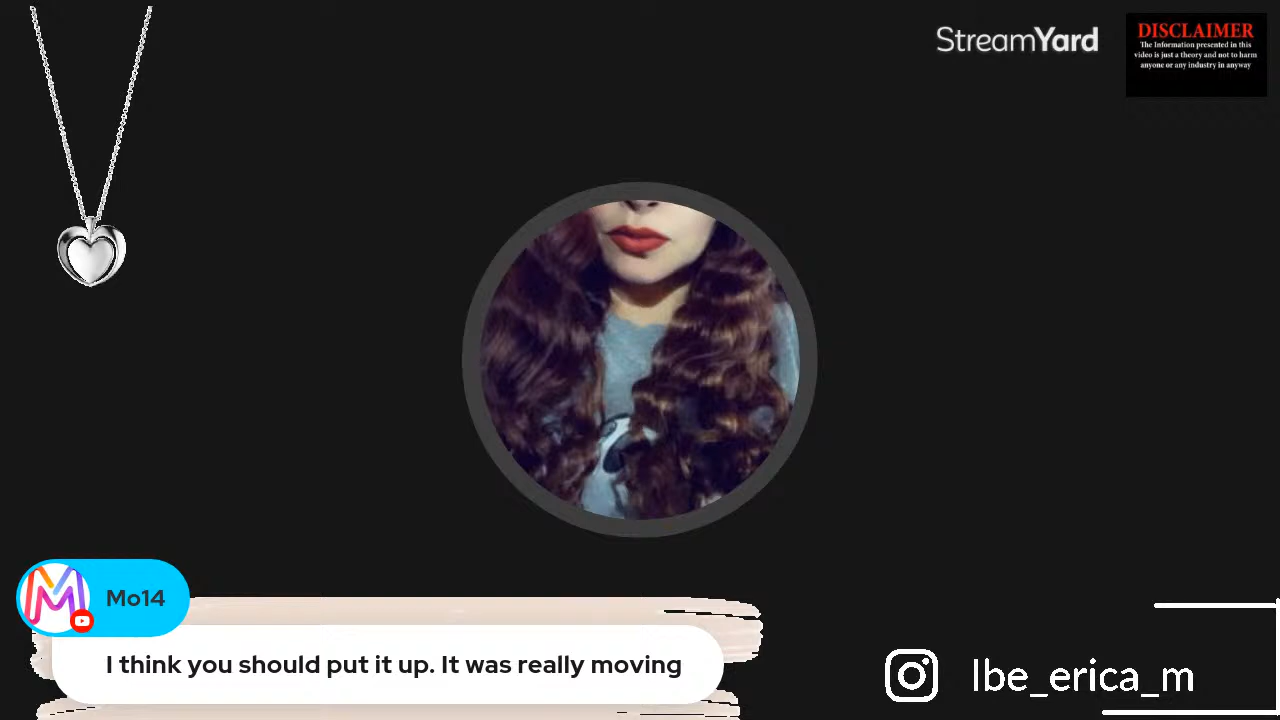 StreamYard
DISCLAIMER
The Information presented in this
video is just a theory and not to harm
anyone or any industry in anyway
Mo14
I think you should put it up. It was really moving
lbe_erica_m